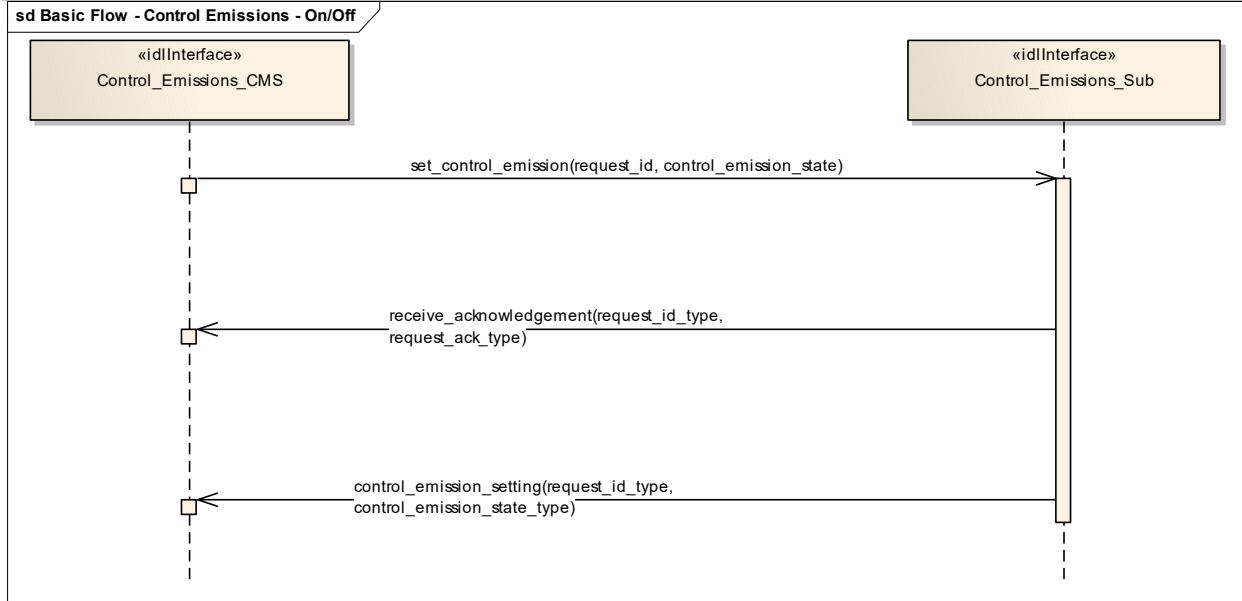 sd Basic Flow - Control Emissions - On/Off
«idlInterface»
Control_Emissions_CMS
«idlInterface»
Control_Emissions_Sub
set_control_emission(request_id, control_emission_state)
receive_acknowledgement(request_id_type,
request_ack_type)
control_emission_setting(request_id_type,
control_emission_state_type)